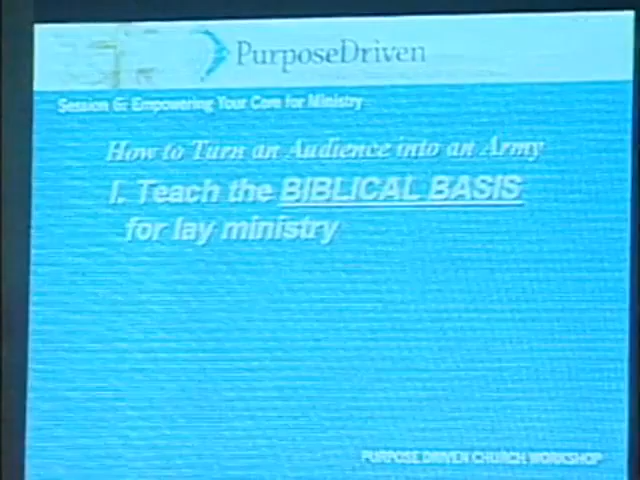 PurposeDriven
Session 6: Empowering Your Core for Ministry
How to Turn an Audience into an Army
I. Teach the BIBLICAL BASIS
for lay ministry
PURPOSE DRIVEN CHURCH WORKSHOP